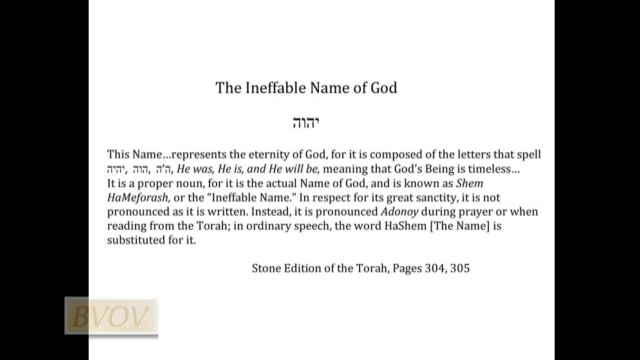 The Ineffable Name of God
יהוה
This Name…represents the eternity of God, for it is composed of the letters that spell
יהיה, הוה, ה'ה, He was, He is, and He will be, meaning that God's Being is timeless…
It is a proper noun, for it is the actual Name of God, and is known as Shem
HaMeforash, or the "Ineffable Name." In respect for its great sanctity, it is not
pronounced as it is written. Instead, it is pronounced Adonoy during prayer or when
reading from the Torah; in ordinary speech, the word HaShem [The Name] is
substituted for it.
Stone Edition of the Torah, Pages 304, 305
BVOV